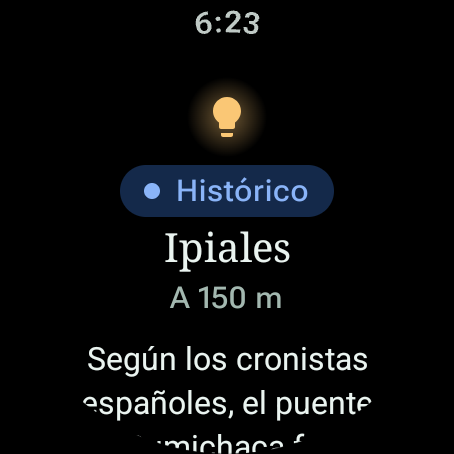 6:23
Histórico
Ipiales
A 150 m
Según los cronistas
españoles, el puente